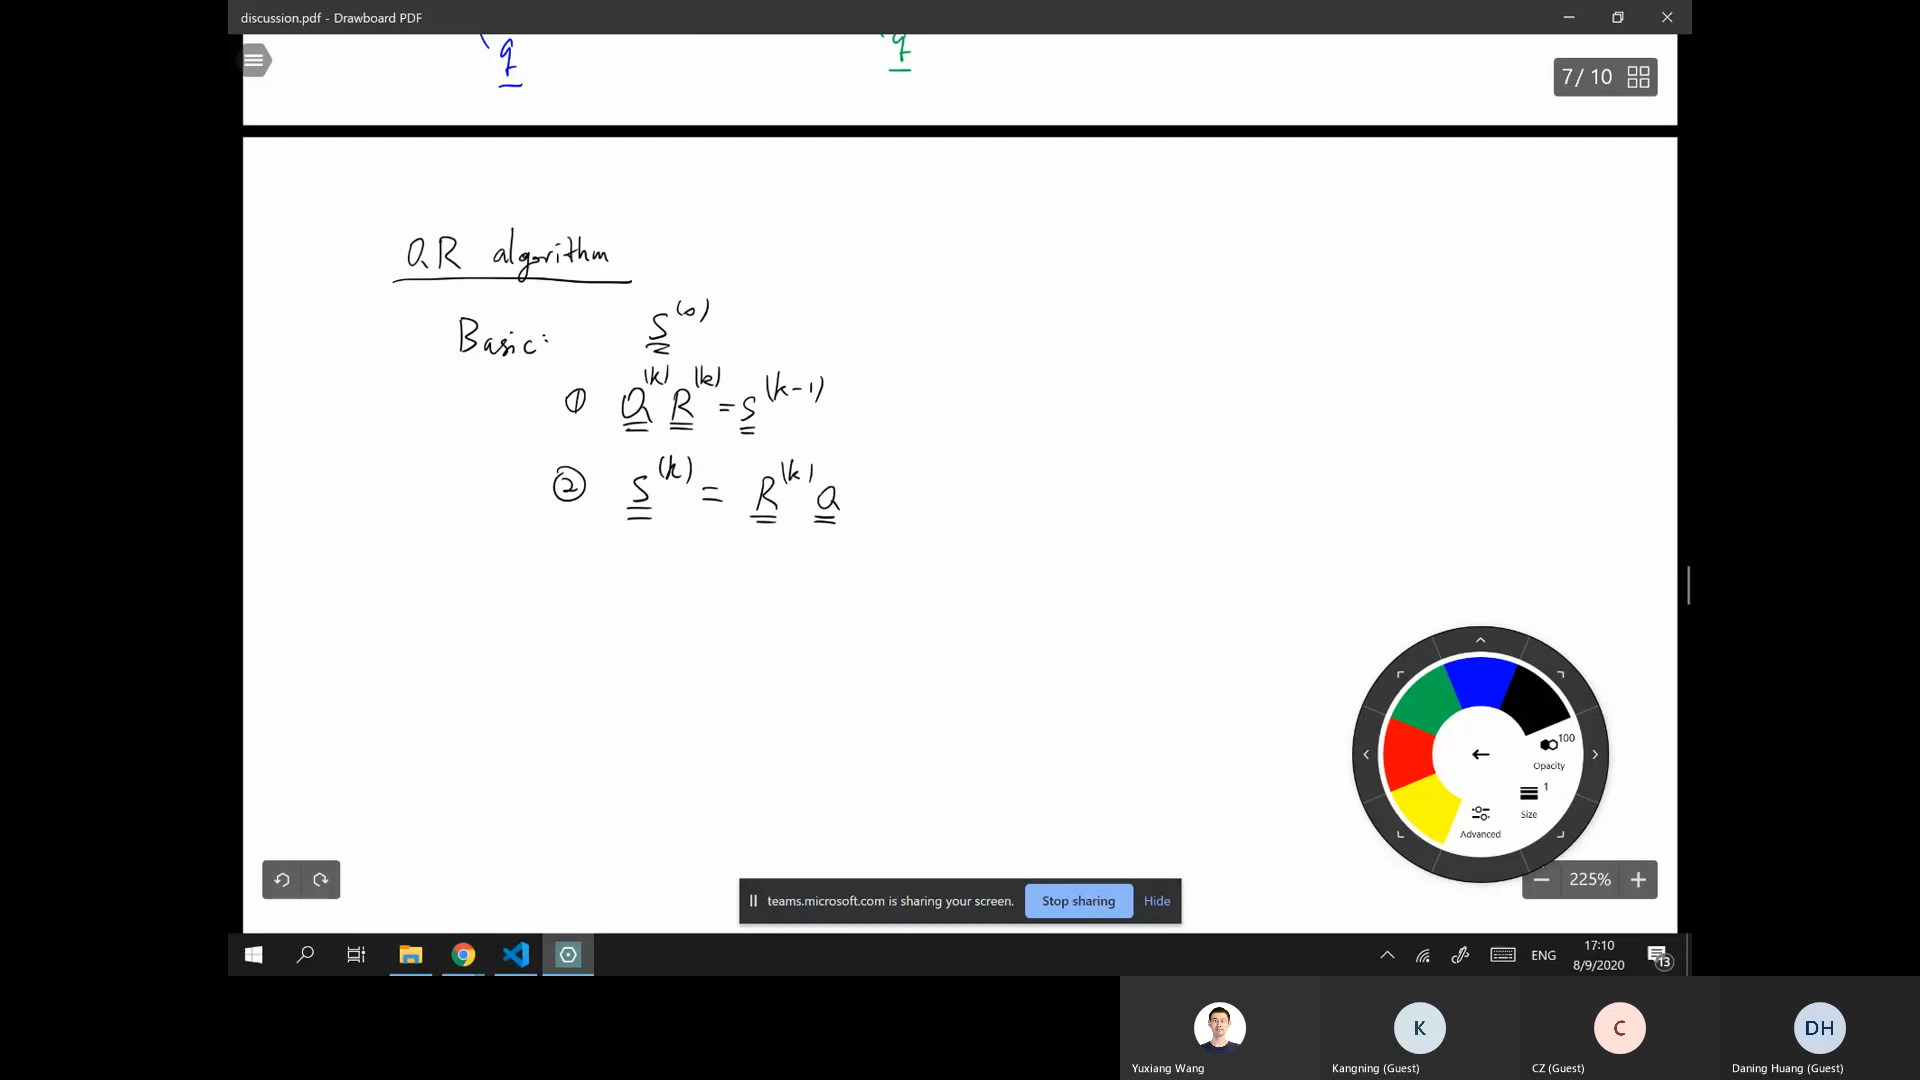 discussion.pdf - Drawboard PDF
q q
7 / 10
QR algorithm
Basic: S^(0)
① Q^(k) R^(k) = S^(k-1)
② S^(k) = R^(k) Q
100
Opacity
1
Size
Advanced
225%
teams.microsoft.com is sharing your screen. Stop sharing Hide
ENG
17:10
8/9/2020
13
K C DH
Yuxiang Wang Kangning (Guest) CZ (Guest) Daning Huang (Guest)